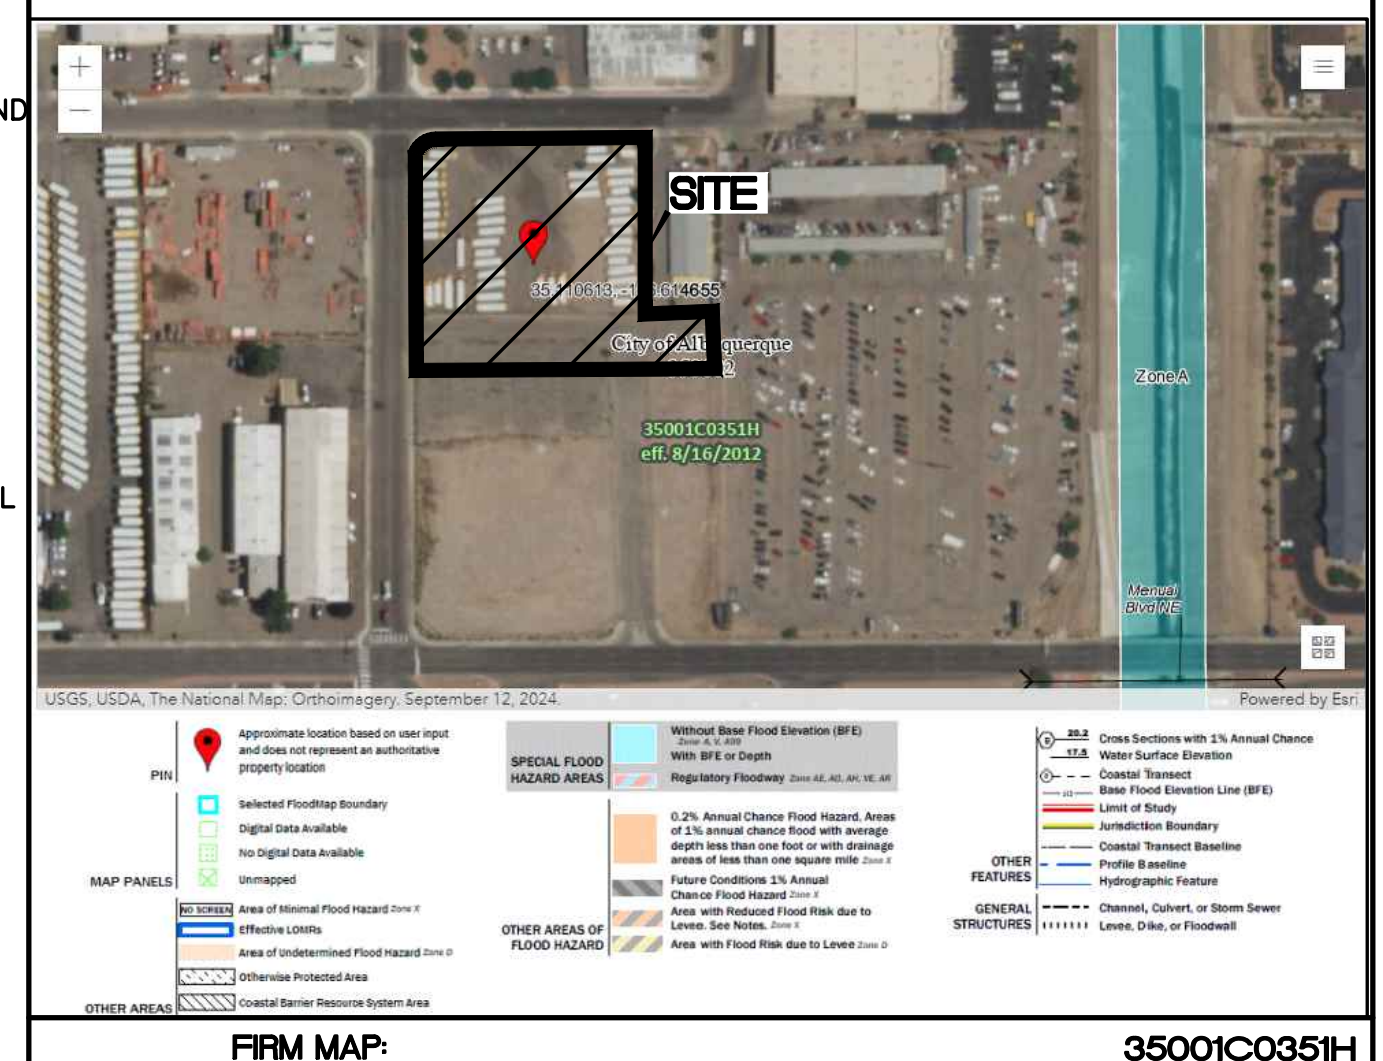 ND
L
+
−
SITE
35.110613, -106.614655
City of Albuquerque
35001C0351H
eff. 8/16/2012
Zone A
Menual
Blvd NE
USGS, USDA, The National Map: Orthoimagery. September 12, 2024.
Powered by Esri
PIN
Approximate location based on user input
and does not represent an authoritative
property location
MAP PANELS
Selected FloodMap Boundary
Digital Data Available
No Digital Data Available
Unmapped
OTHER AREAS
NO SCREEN Area of Minimal Flood Hazard Zone X
Effective LOMRs
Area of Undetermined Flood Hazard Zone D
Otherwise Protected Area
Coastal Barrier Resource System Area
SPECIAL FLOOD
HAZARD AREAS
Without Base Flood Elevation (BFE)
Zone A, V, A99
With BFE or Depth
Regulatory Floodway Zone AE, AO, AH, VE, AR
OTHER AREAS OF
FLOOD HAZARD
0.2% Annual Chance Flood Hazard, Areas
of 1% annual chance flood with average
depth less than one foot or with drainage
areas of less than one square mile Zone X
Future Conditions 1% Annual
Chance Flood Hazard Zone X
Area with Reduced Flood Risk due to
Levee. See Notes. Zone X
Area with Flood Risk due to Levee Zone D
OTHER
FEATURES
20.2 Cross Sections with 1% Annual Chance
17.5 Water Surface Elevation
Coastal Transect
Base Flood Elevation Line (BFE)
Limit of Study
Jurisdiction Boundary
Coastal Transect Baseline
Profile Baseline
Hydrographic Feature
GENERAL
STRUCTURES
Channel, Culvert, or Storm Sewer
Levee, Dike, or Floodwall
FIRM MAP:
35001C0351H